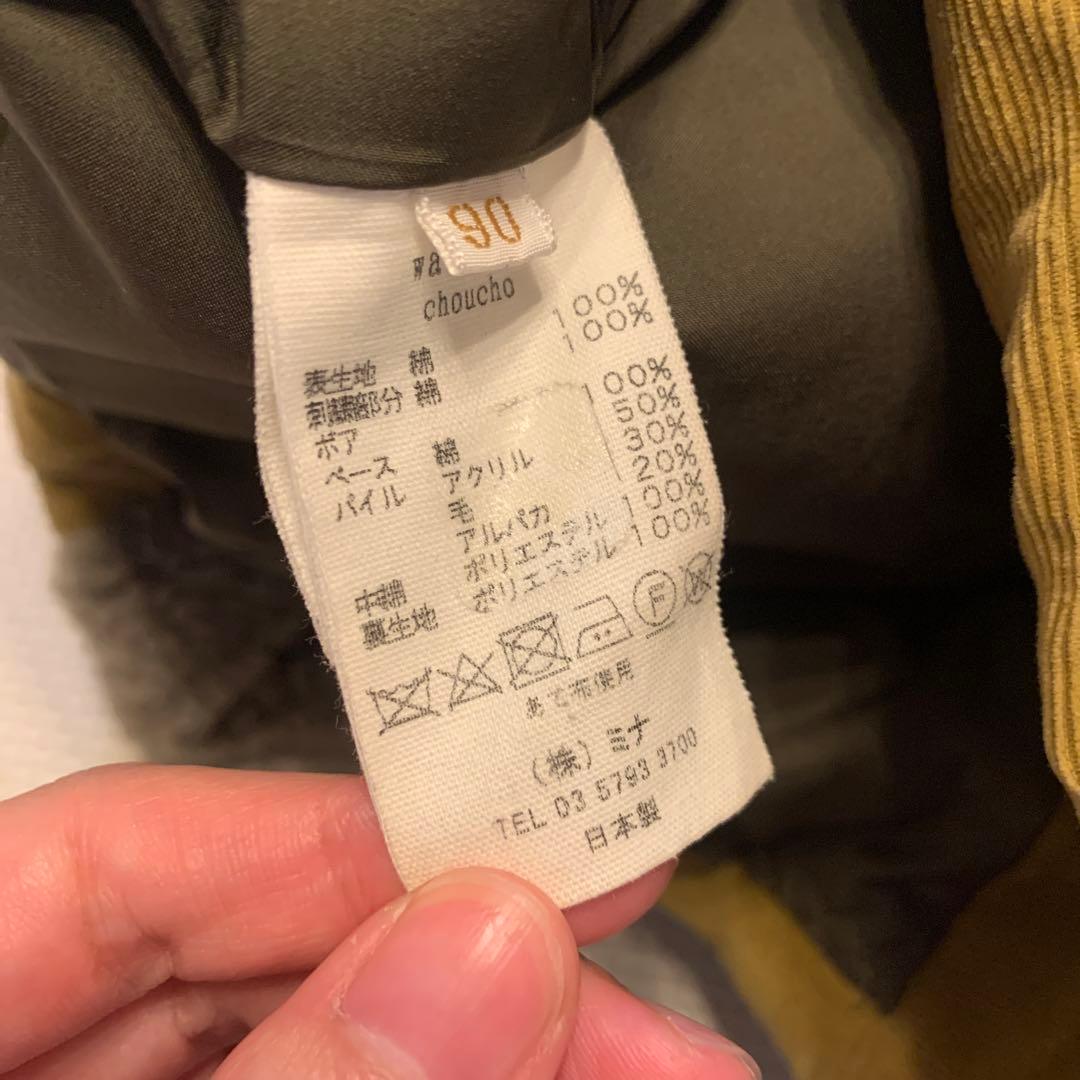 90
wa
choucho
表生地 綿 100%
刺繍部分 綿 100%
ボア
ベース 綿 100%
パイル アクリル 50%
毛 30%
アルパカ 20%
中綿 ポリエステル 100%
裏生地 ポリエステル 100%
F
あて布使用
(株) ミナ
TEL 03 5793 3700
日本製